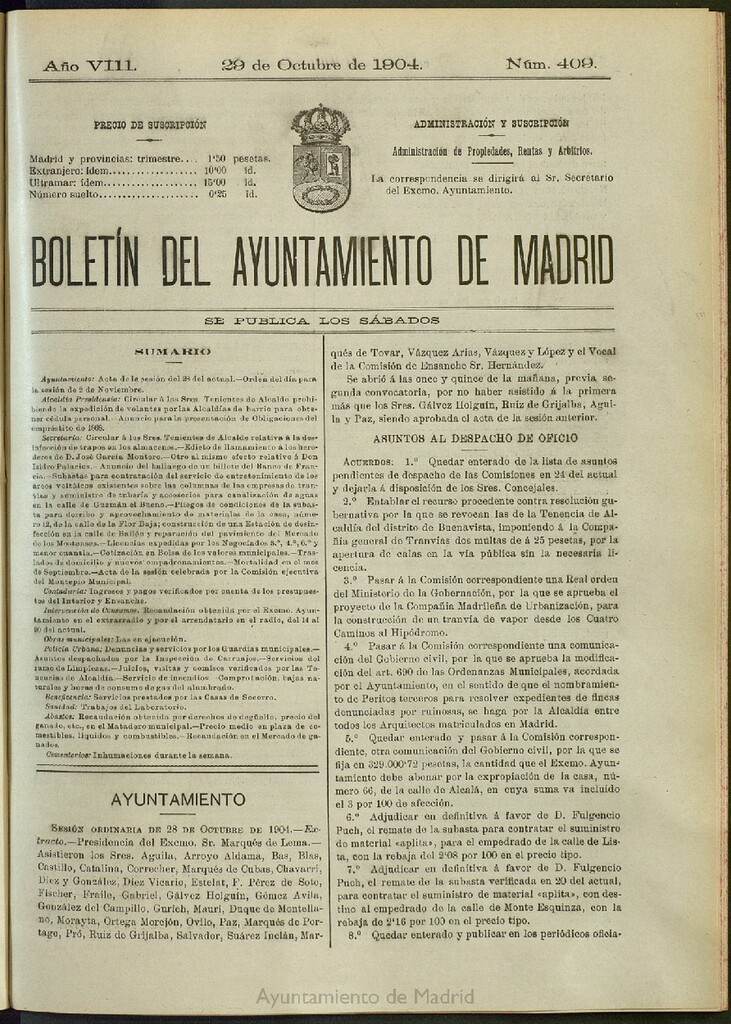 Año VIII.
29 de Octubre de 1904.
Núm. 409.
PRECIO DE SUSCRIPCIÓN
Madrid y provincias: trimestre.... 1'50 pesetas.
Extranjero: ídem.................. 10'00 id.
Ultramar: ídem.................... 15'00 id.
Número suelto..................... 0'25 id.
ADMINISTRACIÓN Y SUSCRIPCIÓN
Administración de Propiedades, Rentas y Arbitrios.
La correspondencia se dirigirá al Sr. Secretario
del Excmo. Ayuntamiento.
BOLETÍN DEL AYUNTAMIENTO DE MADRID
SE PUBLICA LOS SÁBADOS
SUMARIO
Ayuntamiento: Acta de la sesión del 28 del actual.—Orden del día para
la sesión de 2 de Noviembre.
Alcaldía Presidencia: Circular á los Sres. Tenientes de Alcalde prohi-
biendo la expedición de volantes por las Alcaldías de barrio para obte-
ner cédula personal.—Anuncio para la presentación de Obligaciones del
empréstito de 1868.
Secretaría: Circular á los Sres. Tenientes de Alcalde relativa á la des-
infección de trapos en los almacenes.—Edicto de llamamiento á los here-
deros de D. José García Montero.—Otro al mismo efecto relativo á Don
Isidro Palacios.—Anuncio del hallazgo de un billete del Banco de Fran-
cia.—Subastas para contratación del servicio de entretenimiento de los
arcos voltáicos existentes sobre las columnas de las empresas de tran-
vías y suministro de tubería y accesorios para canalización de aguas
en la calle de Guzmán el Bueno.—Pliegos de condiciones de la subas-
ta para derribo y aprovechamiento de materiales de la casa, núme-
ro 12, de la calle de la Flor Baja; construcción de una Estación de desin-
fección en la calle de Bailén y reparación del pavimento del Mercado
de los Mostenses.—Licencias expedidas por los Negociados 3.°, 4.°, 6.° y
menor cuantía.—Cotización en Bolsa de los valores municipales.—Tras-
lados de domicilio y nuevos empadronamientos.—Mortalidad en el mes
de Septiembre.—Acta de la sesión celebrada por la Comisión ejecutiva
del Montepío Municipal.
Contaduría: Ingresos y pagos verificados por cuenta de los presupues-
tos del Interior y Ensanche.
Intervención de Consumos: Recaudación obtenida por el Excmo. Ayun-
tamiento en el extrarradio y por el arrendatario en el radio, del 14 al
20 del actual.
Obras municipales: Las en ejecución.
Policía Urbana: Denuncias y servicios por los Guardias municipales.—
Asuntos despachados por la Inspección de Carruajes.—Servicios del
ramo de Limpiezas.—Juicios, visitas y comisos verificados por las Te-
nencias de Alcaldía.—Servicio de incendios.—Comprobación, bajas na-
turales y horas de consumo de gas del alumbrado.
Beneficencia: Servicios prestados por las Casas de Socorro.
Sanidad: Trabajos del Laboratorio.
Abastos: Recaudación obtenida por derechos de degüello, precio del
ganado, etc., en el Matadero municipal.—Precio medio en plaza de co-
mestibles, líquidos y combustibles.—Recaudación en el Mercado de ga-
nados.
Cementerios: Inhumaciones durante la semana.
AYUNTAMIENTO
SESIÓN ORDINARIA DE 28 DE OCTUBRE DE 1904.—Ex-
tracto.—Presidencia del Excmo. Sr. Marqués de Lema.—
Asistieron los Sres. Aguila, Arroyo Aldama, Bas, Blas,
Castillo, Catalina, Corrocher, Marqués de Cubas, Chavarri,
Díez y González, Díez Vicario, Estelat, F. Pérez de Soto,
Fischer, Fraile, Gabriel, Gálvez Holguín, Gómez Avila,
González del Campillo, Gurich, Mauri, Duque de Montella-
no, Morayta, Ortega Morejón, Ovilo, Paz, Marqués de Por-
tago, Pró, Ruiz de Grijalba, Salvador, Suárez Inclán, Mar-
qués de Tovar, Vázquez Arias, Vázquez y López y el Vocal
de la Comisión de Ensanche Sr. Hernández.
Se abrió á las once y quince de la mañana, previa se-
gunda convocatoria, por no haber asistido á la primera
más que los Sres. Gálvez Holguín, Ruiz de Grijalba, Agui-
la y Paz, siendo aprobada el acta de la sesión anterior.
ASUNTOS AL DESPACHO DE OFICIO
ACUERDOS: 1.° Quedar enterado de la lista de asuntos
pendientes de despacho de las Comisiones en 24 del actual
y dejarla á disposición de los Sres. Concejales.
2.° Entablar el recurso procedente contra resolución gu-
bernativa por la que se revocan las de la Tenencia de Al-
caldía del distrito de Buenavista, imponiendo á la Compa-
ñía general de Tranvías dos multas de á 25 pesetas, por la
apertura de calas en la vía pública sin la necesaria li-
cencia.
3.° Pasar á la Comisión correspondiente una Real orden
del Ministerio de la Gobernación, por la que se aprueba el
proyecto de la Compañía Madrileña de Urbanización, para
la construcción de un tranvía de vapor desde los Cuatro
Caminos al Hipódromo.
4.° Pasar á la Comisión correspondiente una comunica-
ción del Gobierno civil, por la que se aprueba la modifica-
ción del art. 690 de las Ordenanzas Municipales, acordada
por el Ayuntamiento, en el sentido de que el nombramien-
to de Peritos terceros para resolver expedientes de fincas
denunciadas por ruinosas, se haga por la Alcaldía entre
todos los Arquitectos matriculados en Madrid.
5.° Quedar enterado y pasar á la Comisión correspon-
diente, otra comunicación del Gobierno civil, por la que se
fija en 329.000'72 pesetas, la cantidad que el Excmo. Ayun-
tamiento debe abonar por la expropiación de la casa, nú-
mero 66, de la calle de Alcalá, en cuya suma va incluido
el 3 por 100 de afección.
6.° Adjudicar en definitiva á favor de D. Fulgencio
Puch, el remate de la subasta para contratar el suministro
de material «aplita», para el empedrado de la calle de Lis-
ta, con la rebaja del 2'08 por 100 en el precio tipo.
7.° Adjudicar en definitiva á favor de D. Fulgencio
Puch, el remate de la subasta verificada en 20 del actual,
para contratar el suministro de material «aplita», con des-
tino al empedrado de la calle de Monte Esquinza, con la
rebaja de 2'16 por 100 en el precio tipo.
8.° Quedar enterado y publicar en los periódicos oficia-
Ayuntamiento de Madrid